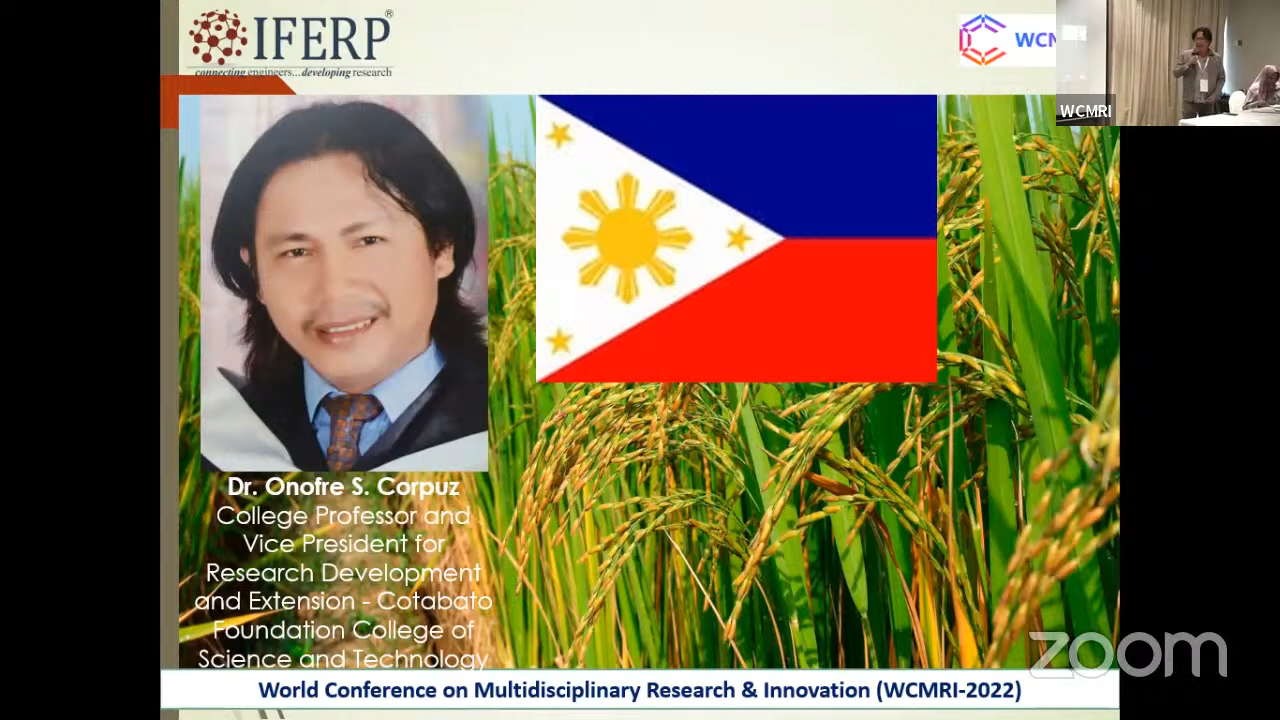 IFERP®
connecting engineers...developing research
WCM
WCMRI
Dr. Onofre S. Corpuz
College Professor and
Vice President for
Research Development
and Extension - Cotabato
Foundation College of
Science and Technology
zoom
World Conference on Multidisciplinary Research & Innovation (WCMRI-2022)